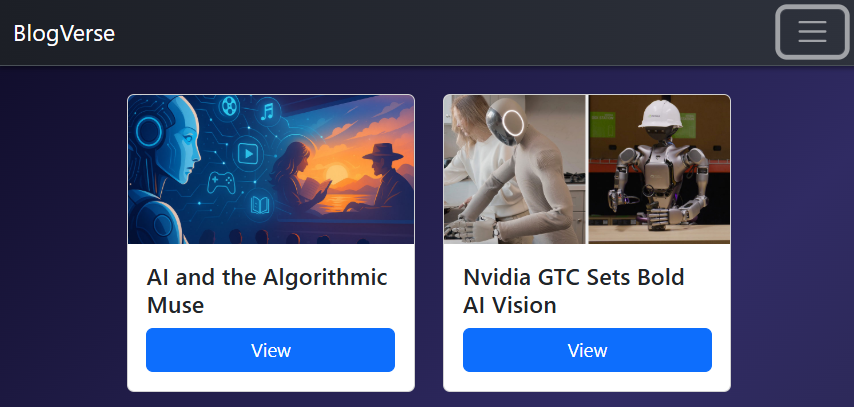 BlogVerse
AI and the Algorithmic
Muse
View
Nvidia GTC Sets Bold
AI Vision
View